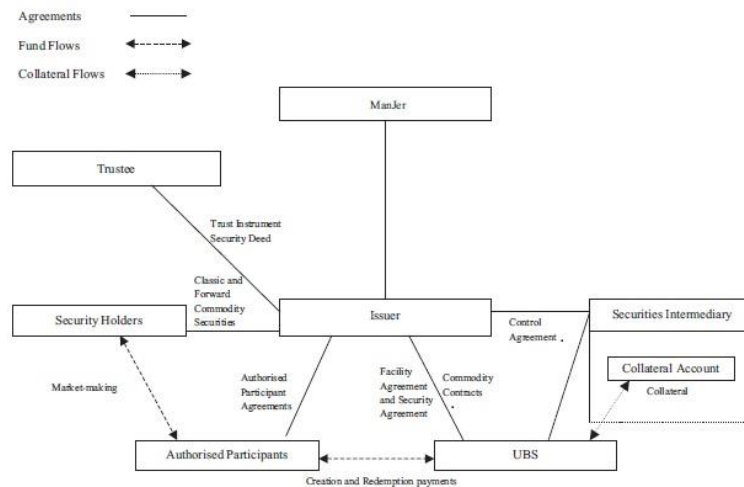 Agreements
Fund Flows
Collateral Flows
ManJer
Trustee
Trust Instrument
Security Deed
Classic and
Forward
Commodity
Securities
Security Holders
Issuer
Securities Intermediary
Control
Agreement .
Collateral Account
Collateral
Market-making
Authorised
Participant
Agreements
Facility
Agreement
and Security
Agreement
Commodity
Contracts
.
Authorised Participants
UBS
Creation and Redemption payments